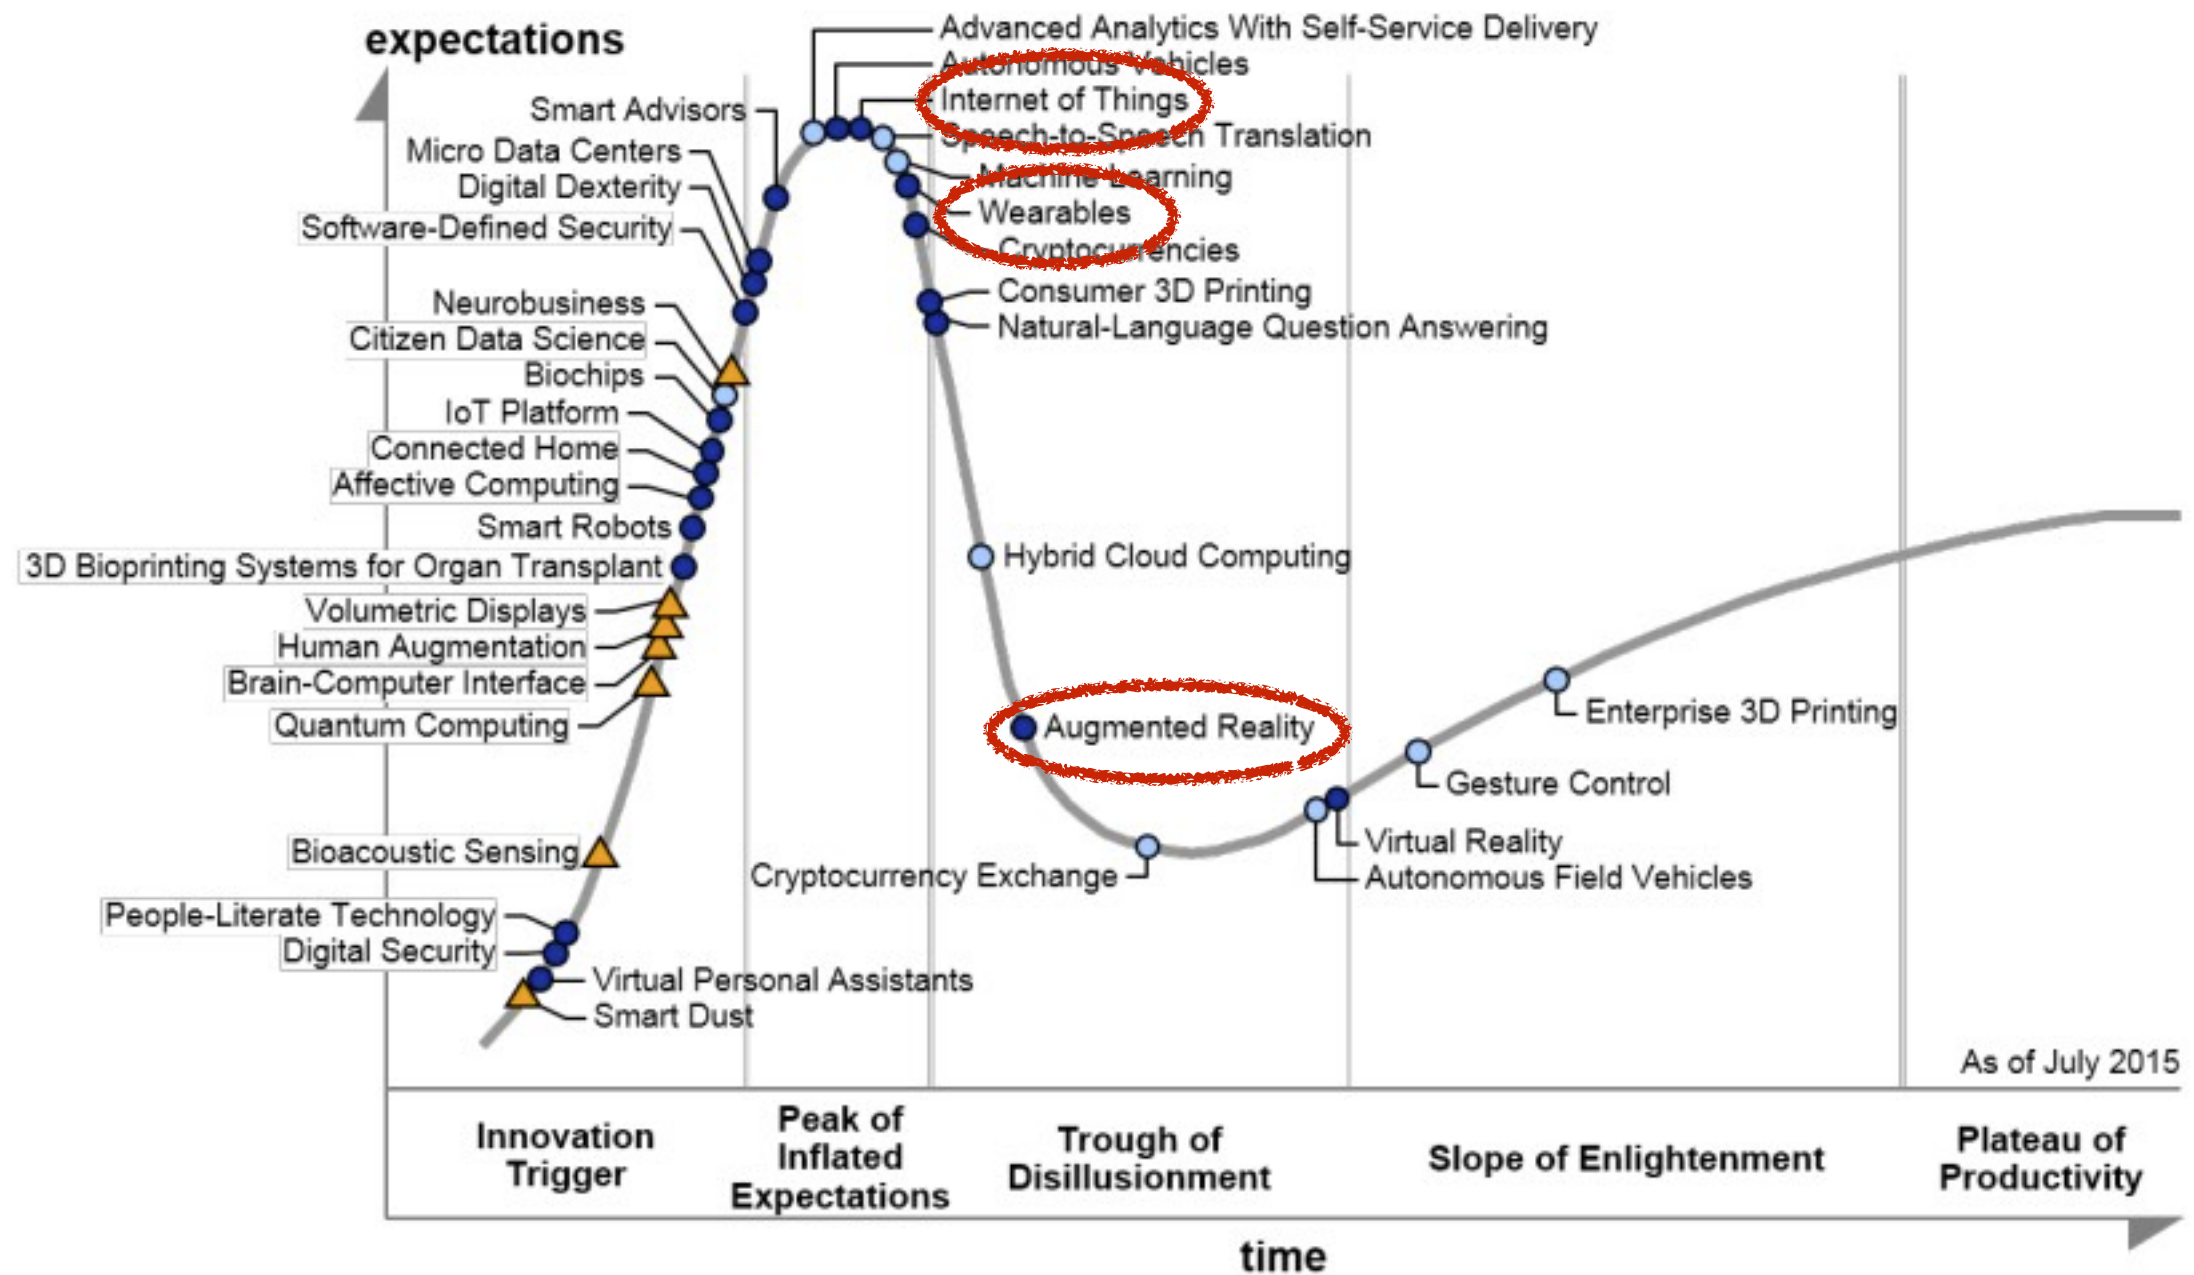 expectations
Advanced Analytics With Self-Service Delivery
Autonomous Vehicles
Internet of Things
Speech-to-Speech Translation
Machine Learning
Wearables
Cryptocurrencies
Consumer 3D Printing
Natural-Language Question Answering
Smart Advisors
Micro Data Centers
Digital Dexterity
Software-Defined Security
Neurobusiness
Citizen Data Science
Biochips
IoT Platform
Connected Home
Affective Computing
Smart Robots
3D Bioprinting Systems for Organ Transplant
Volumetric Displays
Human Augmentation
Brain-Computer Interface
Quantum Computing
Bioacoustic Sensing
People-Literate Technology
Digital Security
Virtual Personal Assistants
Smart Dust
Hybrid Cloud Computing
Augmented Reality
Cryptocurrency Exchange
Enterprise 3D Printing
Gesture Control
Virtual Reality
Autonomous Field Vehicles
As of July 2015
Innovation
Trigger
Peak of
Inflated
Expectations
Trough of
Disillusionment
Slope of Enlightenment
Plateau of
Productivity
time